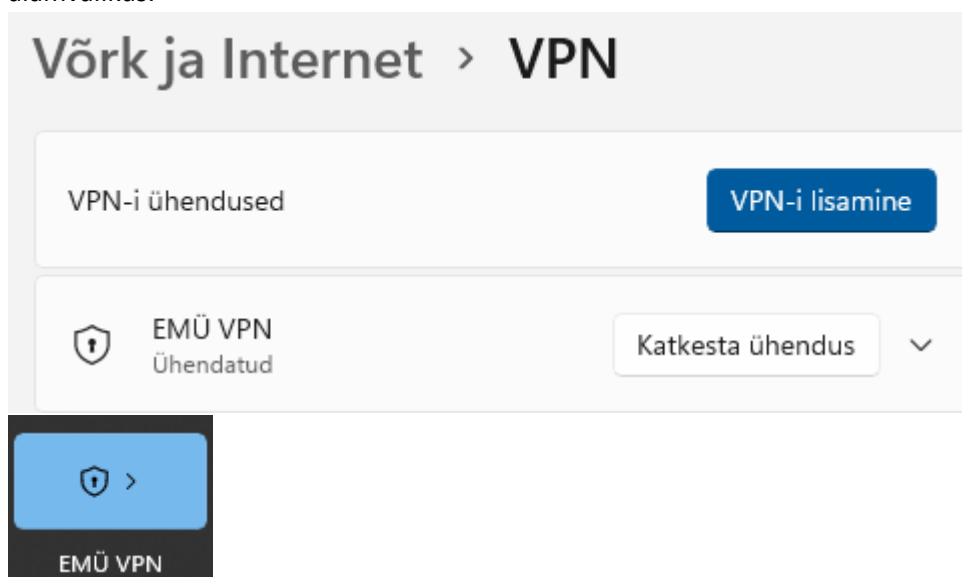 Võrk ja Internet > VPN
VPN-i ühendused VPN-i lisamine
EMÜ VPN
Ühendatud
Katkesta ühendus
EMÜ VPN